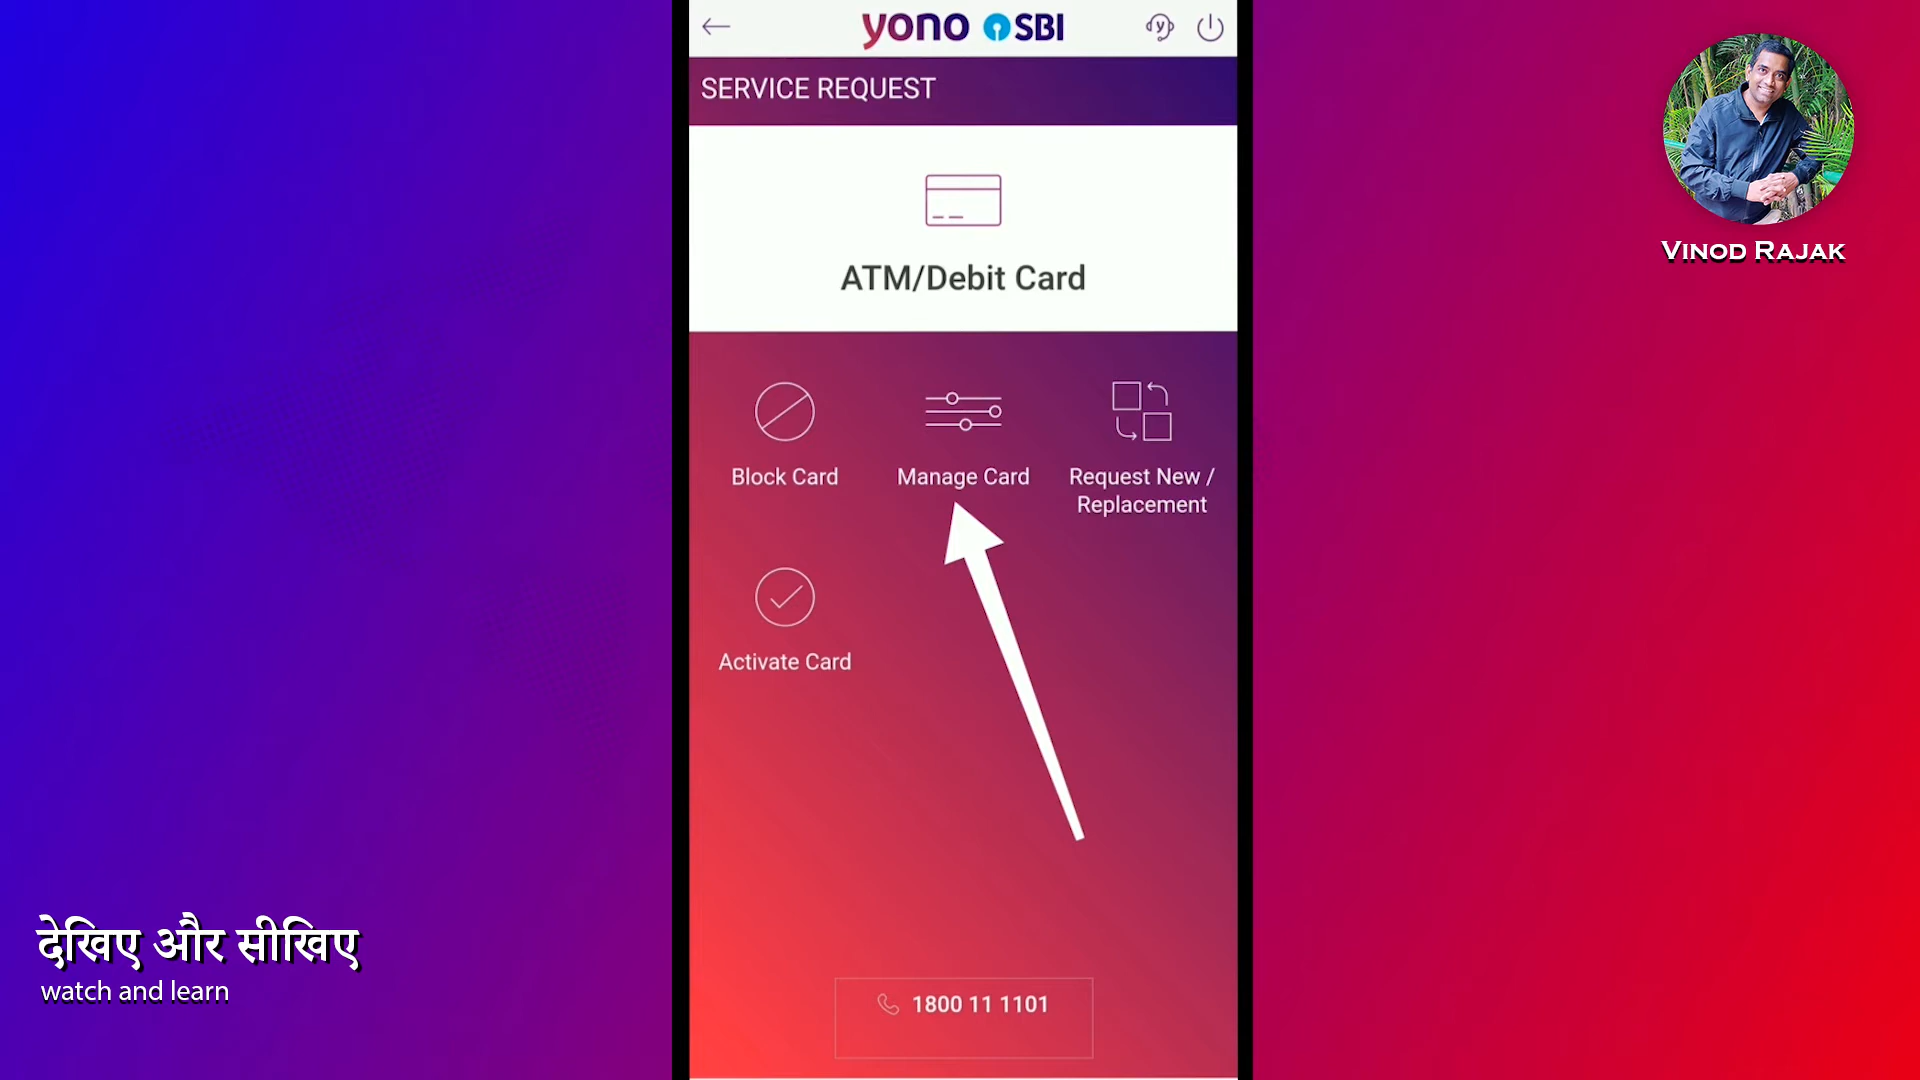 yono SBI
SERVICE REQUEST
ATM/Debit Card
Block Card
Manage Card
Request New /
Replacement
Activate Card
1800 11 1101
VINOD RAJAK
देखिए और सीखिए
watch and learn